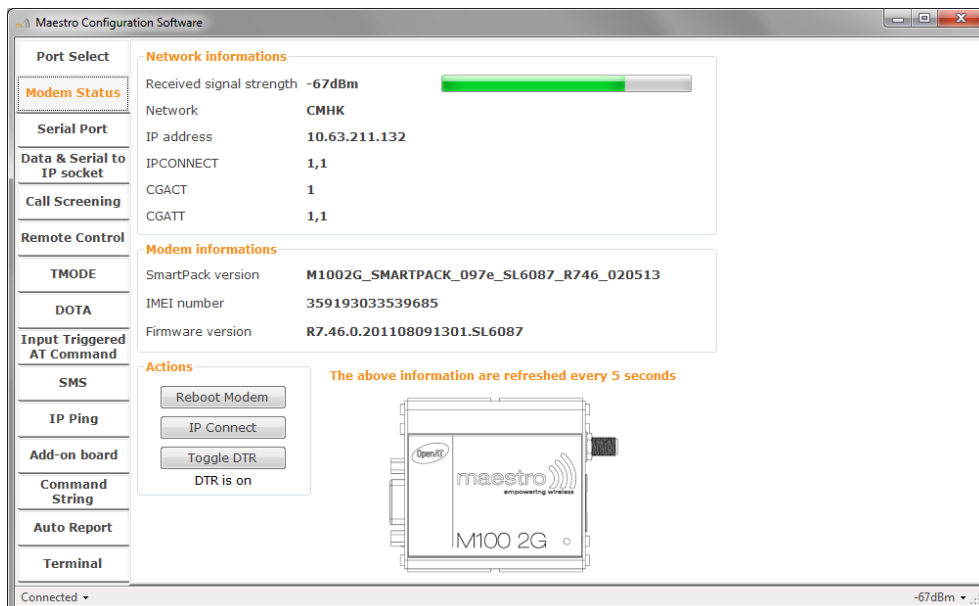 Maestro Configuration Software
Port Select
Modem Status
Serial Port
Data & Serial to
IP socket
Call Screening
Remote Control
TMODE
DOTA
Input Triggered
AT Command
SMS
IP Ping
Add-on board
Command
String
Auto Report
Terminal
Network informations
Received signal strength -67dBm
Network CMHK
IP address 10.63.211.132
IPCONNECT 1,1
CGACT 1
CGATT 1,1
Modem informations
SmartPack version M1002G_SMARTPACK_097e_SL6087_R746_020513
IMEI number 359193033539685
Firmware version R7.46.0.201108091301.SL6087
Actions
Reboot Modem
IP Connect
Toggle DTR
DTR is on
The above information are refreshed every 5 seconds
OpenAT
maestro
empowering wireless
M100 2G
Connected
-67dBm